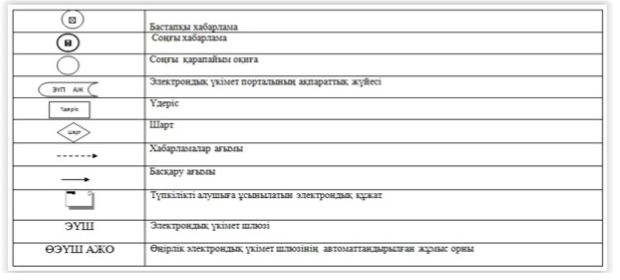 Бастапқы хабарлама
Соңғы хабарлама
Соңғы қарапайым оқиға
ЭҮП АЖ Электрондық үкімет порталының ақпараттық жүйесі
Үдеріс Үдеріс
Шарт Шарт
Хабарламалар ағымы
Басқару ағымы
Түпкілікті алушыға ұсынылатын электрондық құжат
ЭҮШ Электрондық үкімет шлюзі
ӨЭҮШ АЖО Өңірлік электрондық үкімет шлюзінің автоматтандырылған жұмыс орны